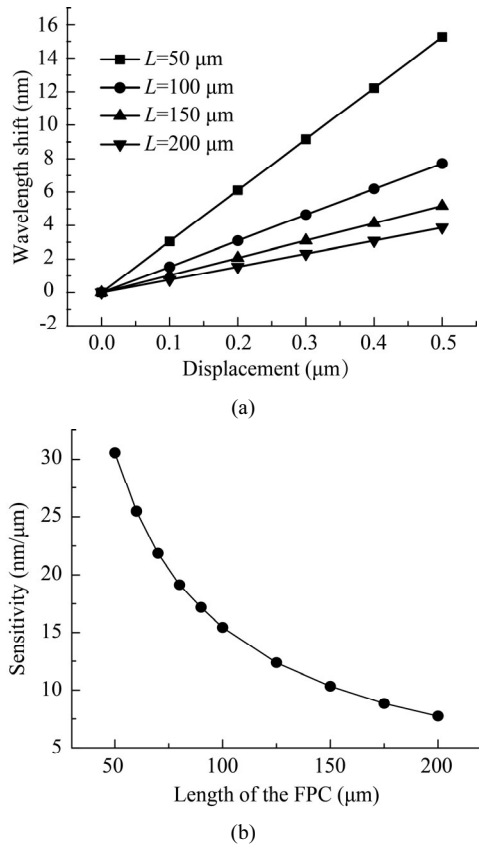 16
14
12
10
8
6
4
2
0
-2
Wavelength shift (nm)
L=50 μm
L=100 μm
L=150 μm
L=200 μm
0.0 0.1 0.2 0.3 0.4 0.5
Displacement (μm)
(a)
30
25
20
15
10
5
Sensitivity (nm/μm)
50 100 150 200
Length of the FPC (μm)
(b)